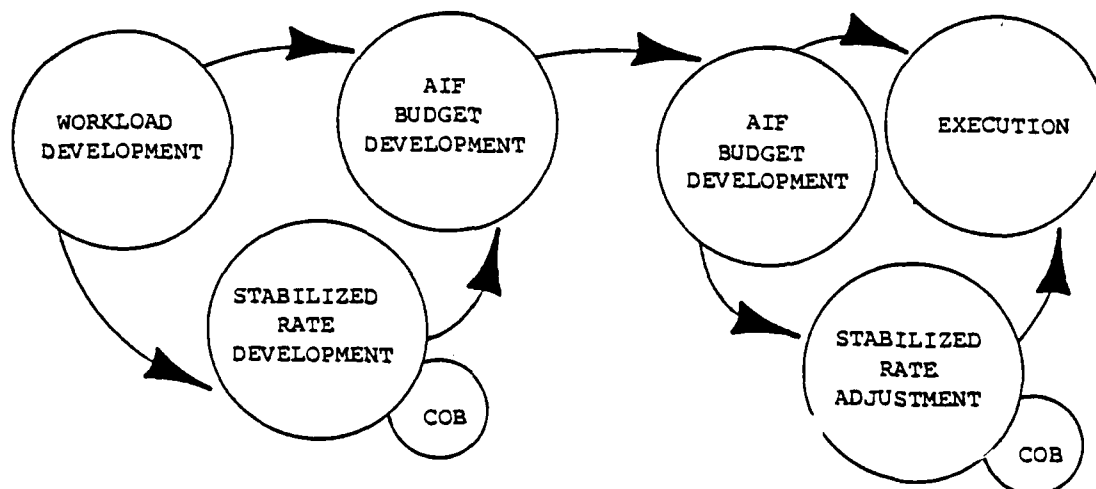 WORKLOAD
DEVELOPMENT
AIF
BUDGET
DEVELOPMENT
STABILIZED
RATE
DEVELOPMENT
COB
AIF
BUDGET
DEVELOPMENT
EXECUTION
STABILIZED
RATE
ADJUSTMENT
COB